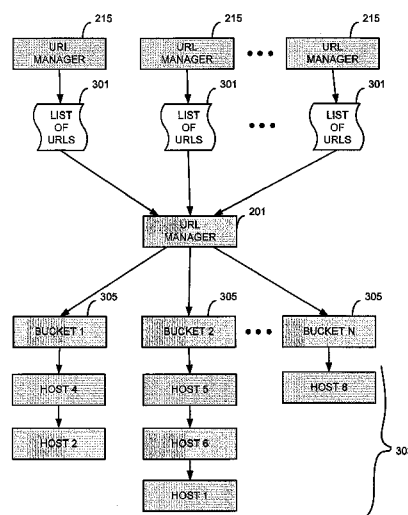 215 215 215
URL MANAGER URL MANAGER URL MANAGER
301 301 301
LIST OF URLS LIST OF URLS LIST OF URLS
201
URL MANAGER
305 305 305
BUCKET 1 BUCKET 2 BUCKET N
HOST 4 HOST 5 HOST 8
HOST 2 HOST 6
HOST 1